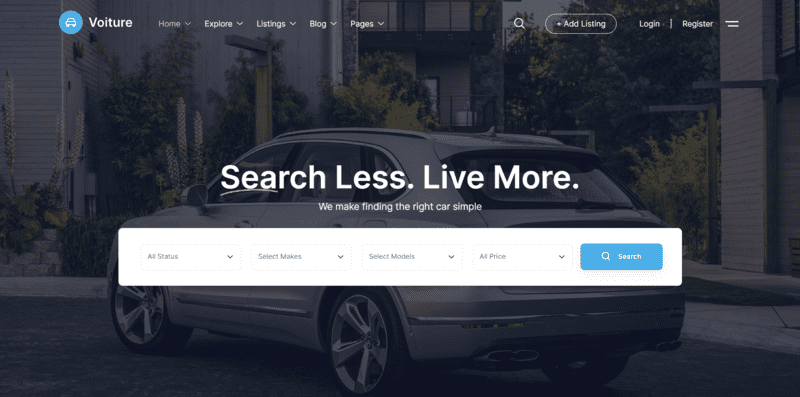 Voiture Home Explore Listings Blog Pages + Add Listing Login | Register
Search Less. Live More.
We make finding the right car simple
All Status Select Makes Select Models All Price Search